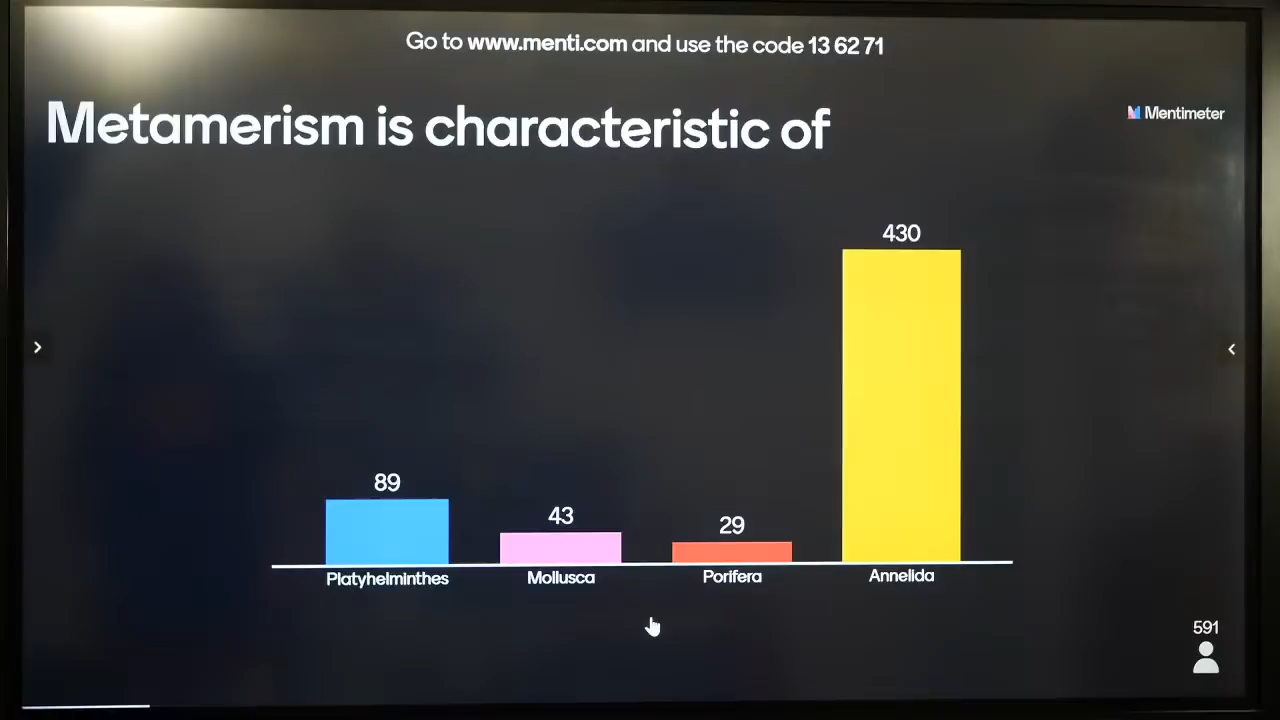 Go to www.menti.com and use the code 13 62 71
Metamerism is characteristic of
Mentimeter
430
89
43
29
Platyhelminthes
Mollusca
Porifera
Annelida
591